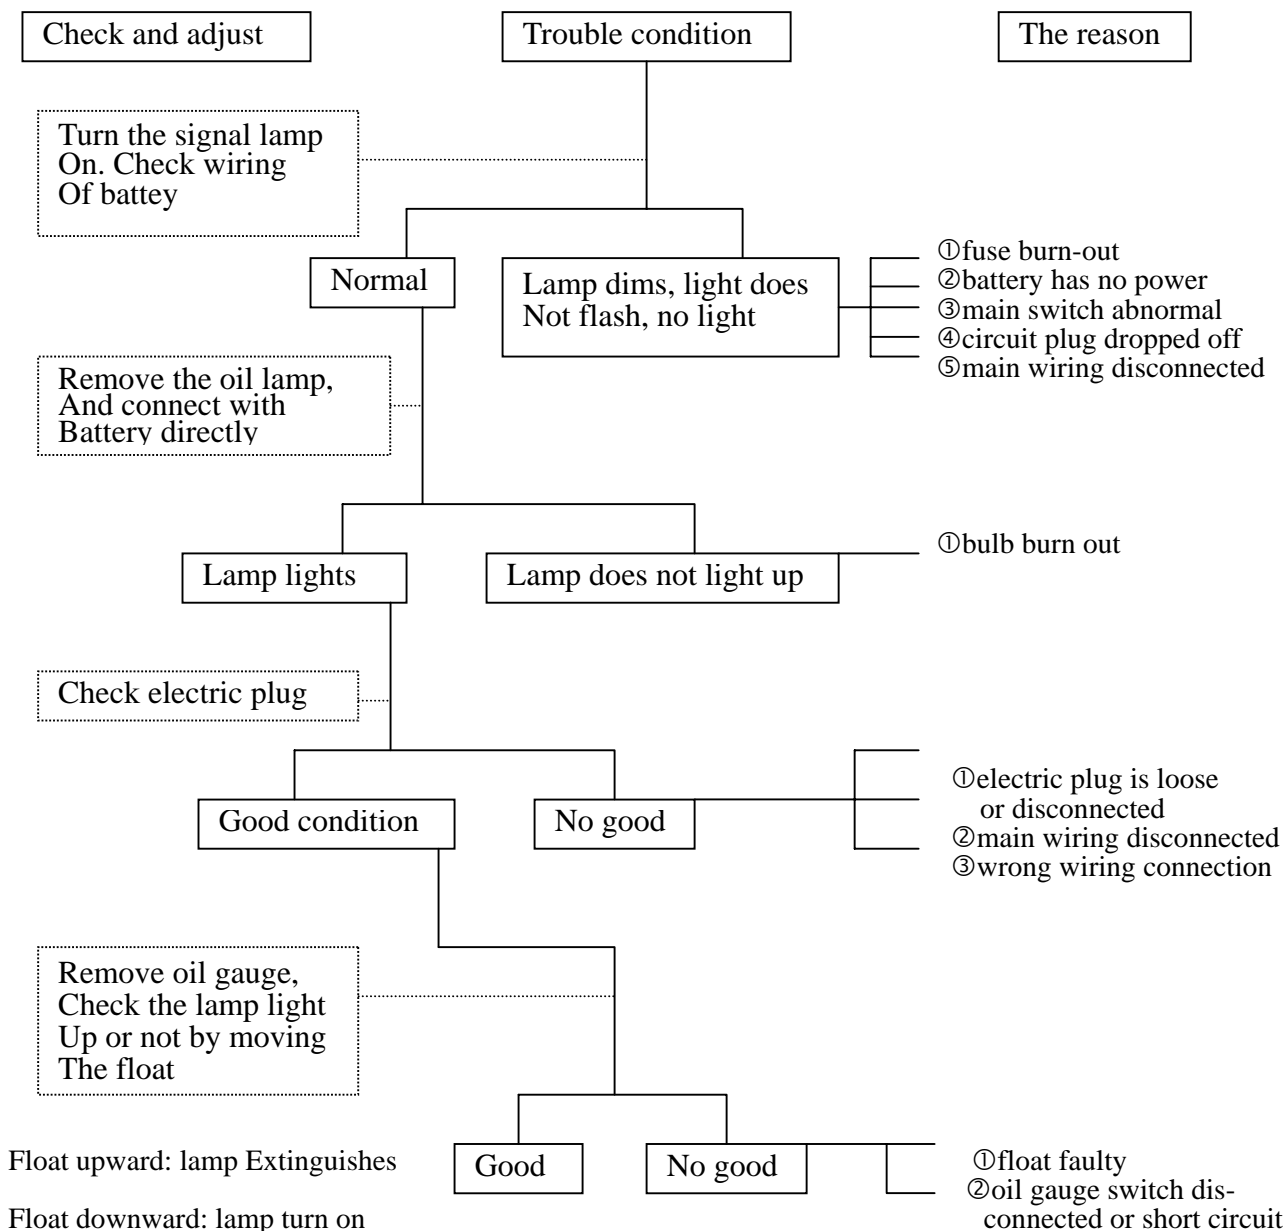 Check and adjust
Trouble condition
The reason
Turn the signal lamp
On. Check wiring
Of battey
Normal
Lamp dims, light does
Not flash, no light
①fuse burn-out
②battery has no power
③main switch abnormal
④circuit plug dropped off
⑤main wiring disconnected
Remove the oil lamp,
And connect with
Battery directly
Lamp lights
Lamp does not light up
①bulb burn out
Check electric plug
Good condition
No good
①electric plug is loose
or disconnected
②main wiring disconnected
③wrong wiring connection
Remove oil gauge,
Check the lamp light
Up or not by moving
The float
Float upward: lamp Extinguishes
Float downward: lamp turn on
Good
No good
①float faulty
②oil gauge switch dis-
connected or short circuit